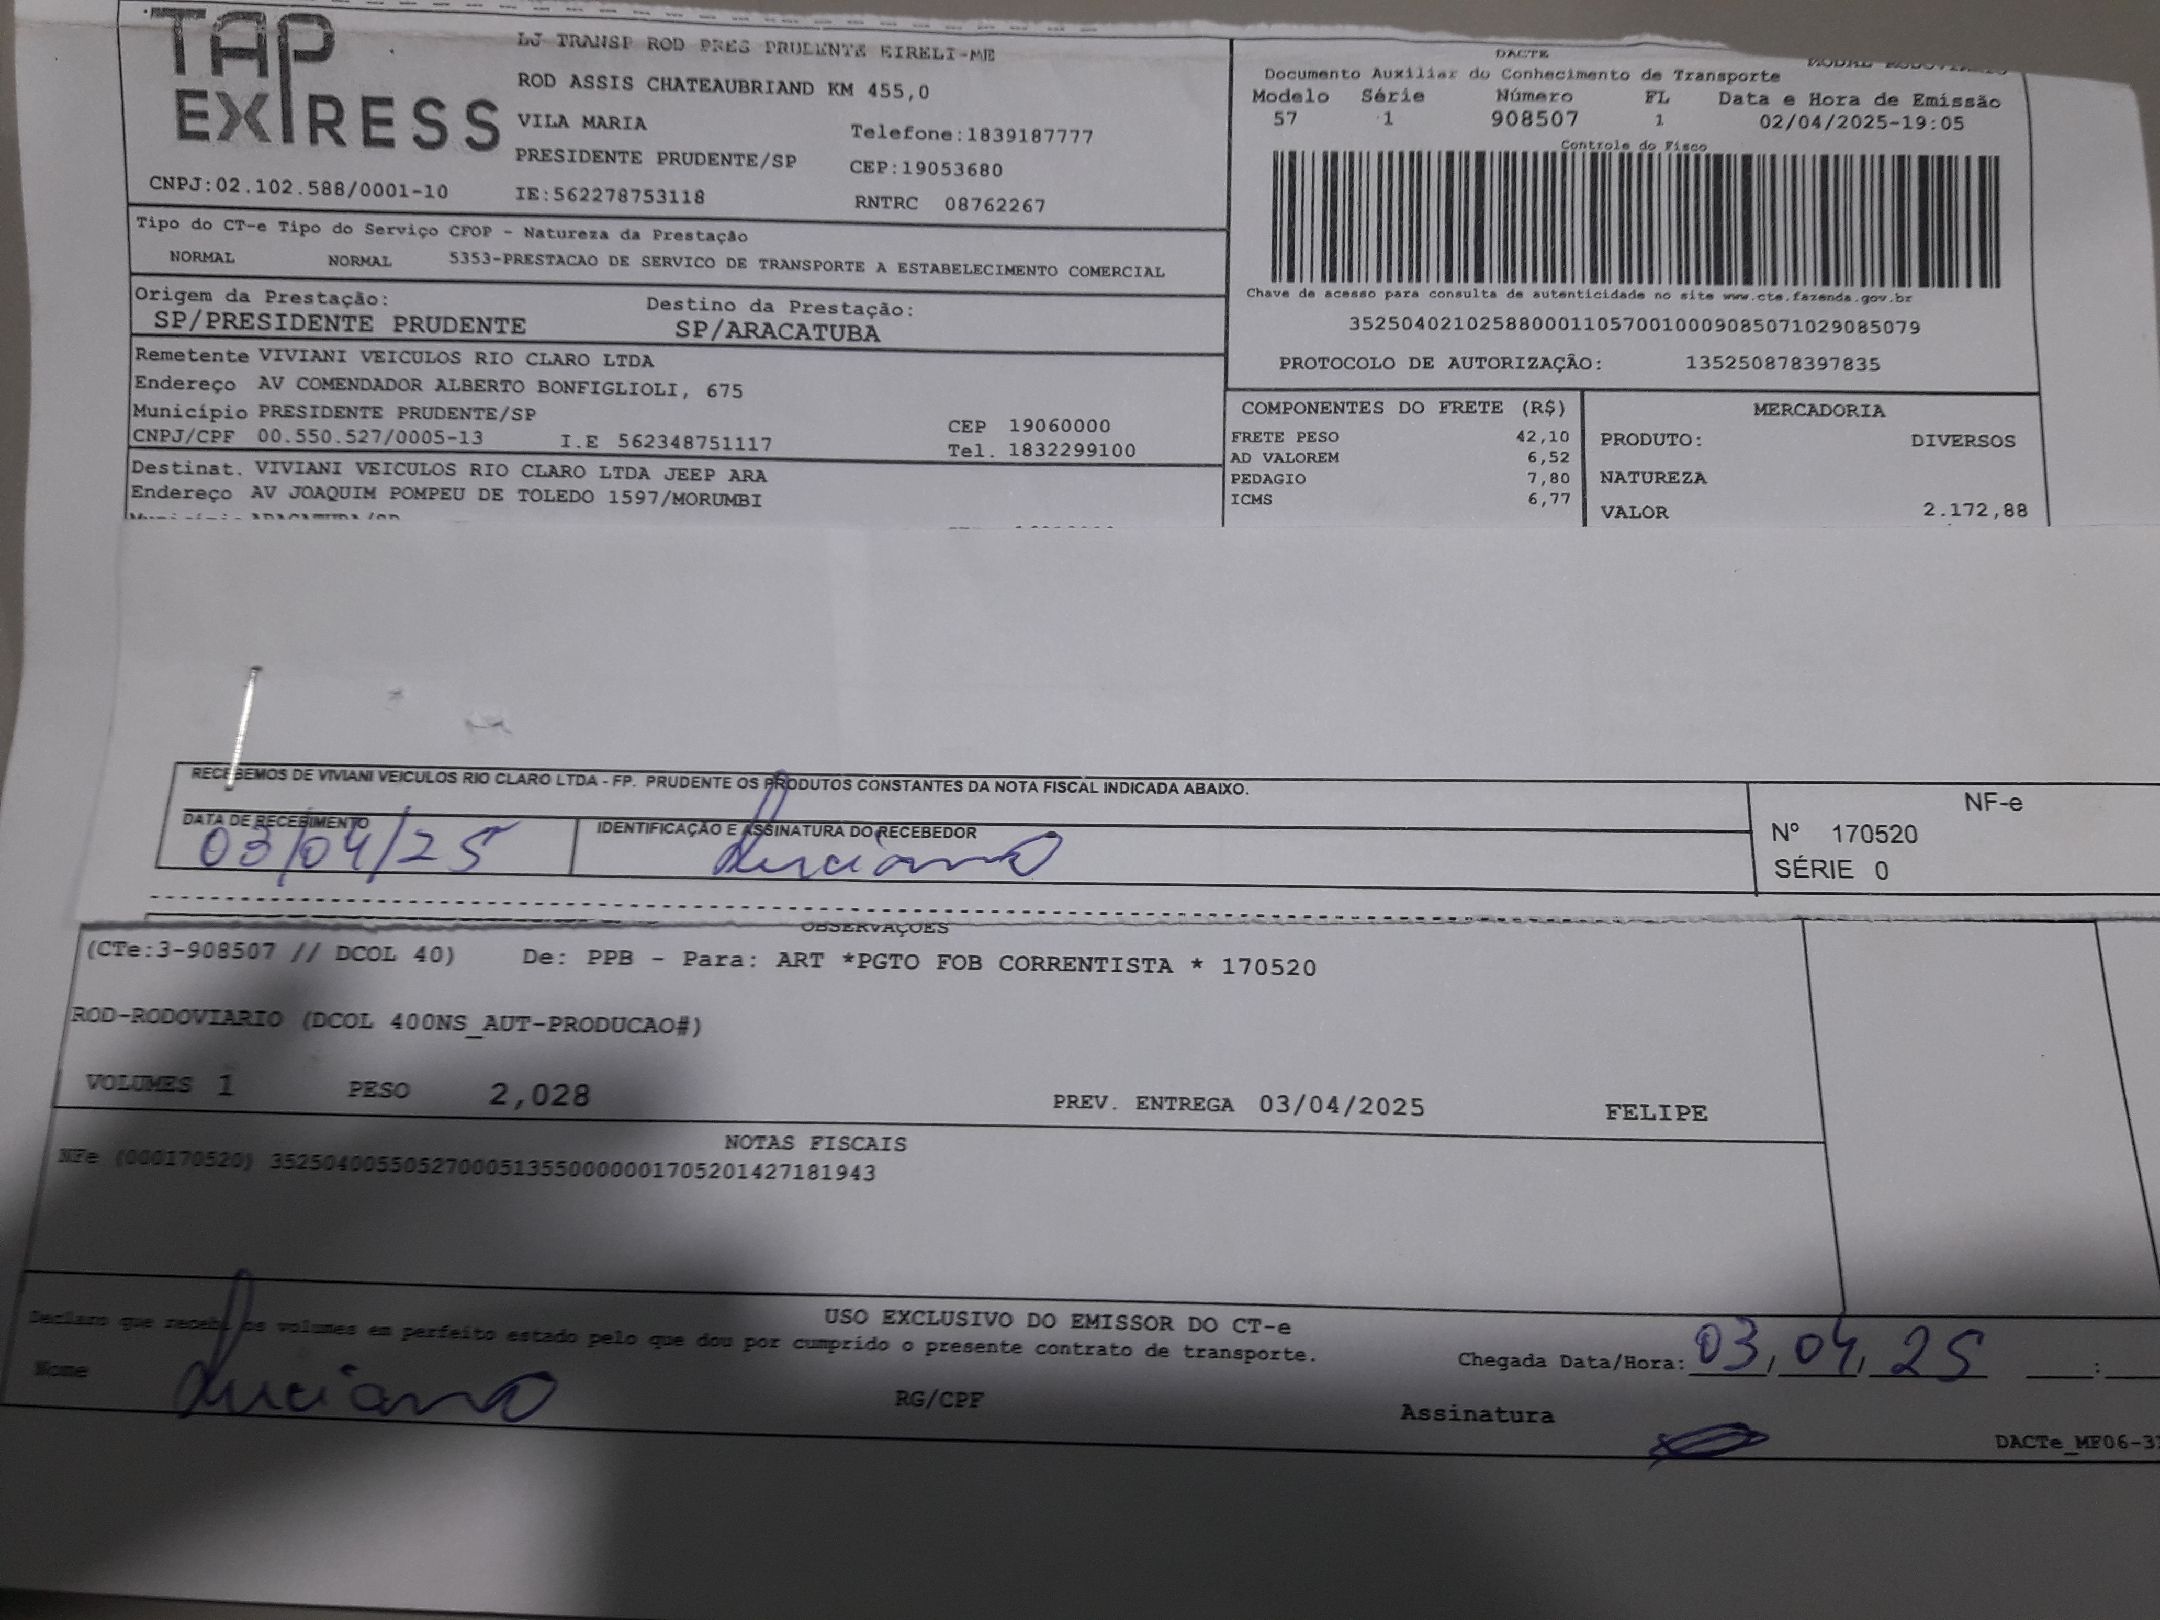 TAP EXPRESS
LJ TRANSP ROD PRES PRUDENTE EIRELI-ME
ROD ASSIS CHATEAUBRIAND KM 455,0
VILA MARIA
Telefone:1839187777
PRESIDENTE PRUDENTE/SP
CEP:19053680
CNPJ:02.102.588/0001-10
IE:562278753118
RNTRC 08762267
DACTE
Documento Auxiliar do Conhecimento de Transporte
Modelo Série Número FL Data e Hora de Emissão
57 1 908507 1 02/04/2025-19:05
Controle do Fisco
Chave de acesso para consulta de autenticidade no site www.cte.fazenda.gov.br
35250402102588000110570010009085071029085079
PROTOCOLO DE AUTORIZAÇÃO: 135250878397835
Tipo do CT-e Tipo do Serviço CFOP - Natureza da Prestação
NORMAL NORMAL 5353-PRESTACAO DE SERVICO DE TRANSPORTE A ESTABELECIMENTO COMERCIAL
Origem da Prestação: Destino da Prestação:
SP/PRESIDENTE PRUDENTE SP/ARACATUBA
Remetente VIVIANI VEICULOS RIO CLARO LTDA
Endereço AV COMENDADOR ALBERTO BONFIGLIOLI, 675
Município PRESIDENTE PRUDENTE/SP CEP 19060000
CNPJ/CPF 00.550.527/0005-13 I.E 562348751117 Tel. 1832299100
Destinat. VIVIANI VEICULOS RIO CLARO LTDA JEEP ARA
Endereço AV JOAQUIM POMPEU DE TOLEDO 1597/MORUMBI
COMPONENTES DO FRETE (R$)
FRETE PESO 42,10
AD VALOREM 6,52
PEDAGIO 7,80
ICMS 6,77
MERCADORIA
PRODUTO: DIVERSOS
NATUREZA
VALOR 2.172,88
RECEBEMOS DE VIVIANI VEICULOS RIO CLARO LTDA - FP. PRUDENTE OS PRODUTOS CONSTANTES DA NOTA FISCAL INDICADA ABAIXO.
DATA DE RECEBIMENTO
03/04/25
IDENTIFICAÇÃO E ASSINATURA DO RECEBEDOR
Luciano
NF-e
Nº 170520
SÉRIE 0
OBSERVAÇÕES
(CTe:3-908507 // DCOL 40) De: PPB - Para: ART *PGTO FOB CORRENTISTA * 170520
ROD-RODOVIARIO (DCOL 400NS_AUT-PRODUCAO#)
VOLUMES 1 PESO 2,028 PREV. ENTREGA 03/04/2025 FELIPE
NOTAS FISCAIS
NFe (000170520) 35250400550527000513550000001705201427181943
USO EXCLUSIVO DO EMISSOR DO CT-e
Declaro que recebi os volumes em perfeito estado pelo que dou por cumprido o presente contrato de transporte.
Chegada Data/Hora: 03/04/25 :
Nome Luciano RG/CPF Assinatura